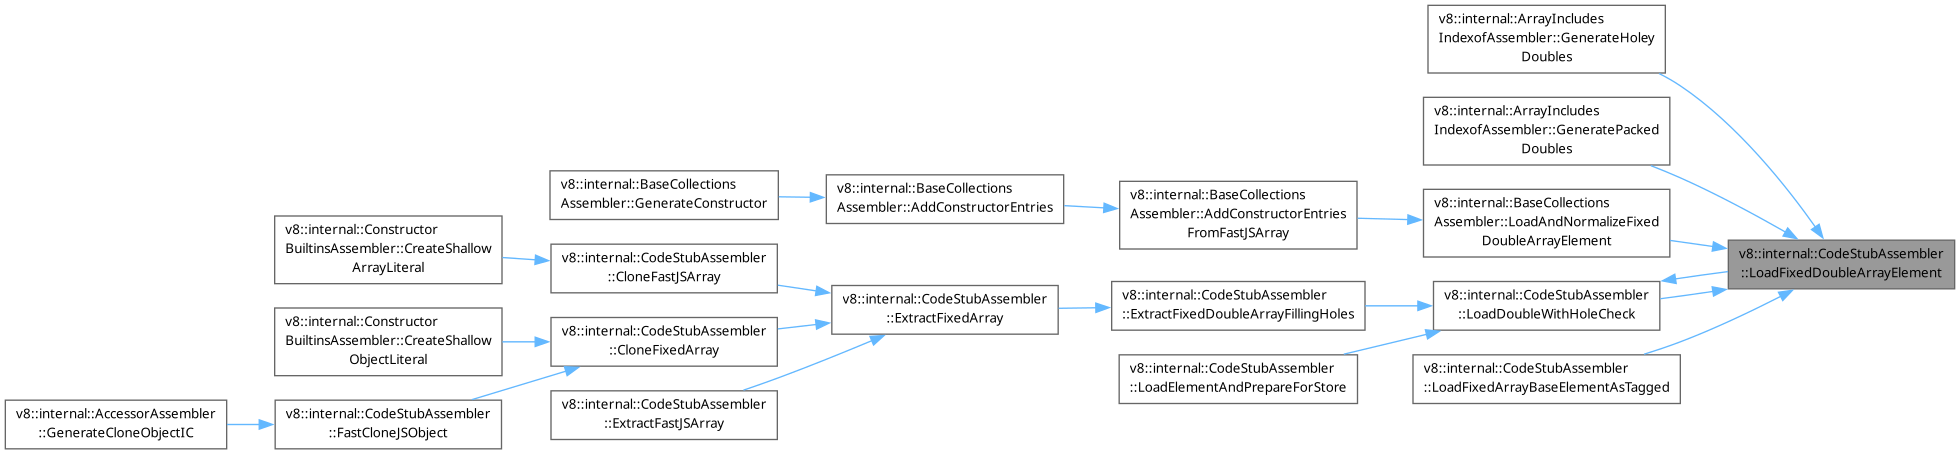 v8::internal::ArrayIncludes
IndexofAssembler::GenerateHoley
Doubles
v8::internal::ArrayIncludes
IndexofAssembler::GeneratePacked
Doubles
v8::internal::BaseCollections
Assembler::GenerateConstructor
v8::internal::BaseCollections
Assembler::AddConstructorEntries
v8::internal::BaseCollections
Assembler::AddConstructorEntries
FromFastJSArray
v8::internal::BaseCollections
Assembler::LoadAndNormalizeFixed
DoubleArrayElement
v8::internal::Constructor
BuiltinsAssembler::CreateShallow
ArrayLiteral
v8::internal::CodeStubAssembler
::CloneFastJSArray
v8::internal::CodeStubAssembler
::LoadFixedDoubleArrayElement
v8::internal::CodeStubAssembler
::ExtractFixedArray
v8::internal::CodeStubAssembler
::ExtractFixedDoubleArrayFillingHoles
v8::internal::CodeStubAssembler
::LoadDoubleWithHoleCheck
v8::internal::Constructor
BuiltinsAssembler::CreateShallow
ObjectLiteral
v8::internal::CodeStubAssembler
::CloneFixedArray
v8::internal::CodeStubAssembler
::LoadElementAndPrepareForStore
v8::internal::CodeStubAssembler
::LoadFixedArrayBaseElementAsTagged
v8::internal::AccessorAssembler
::GenerateCloneObjectIC
v8::internal::CodeStubAssembler
::FastCloneJSObject
v8::internal::CodeStubAssembler
::ExtractFastJSArray